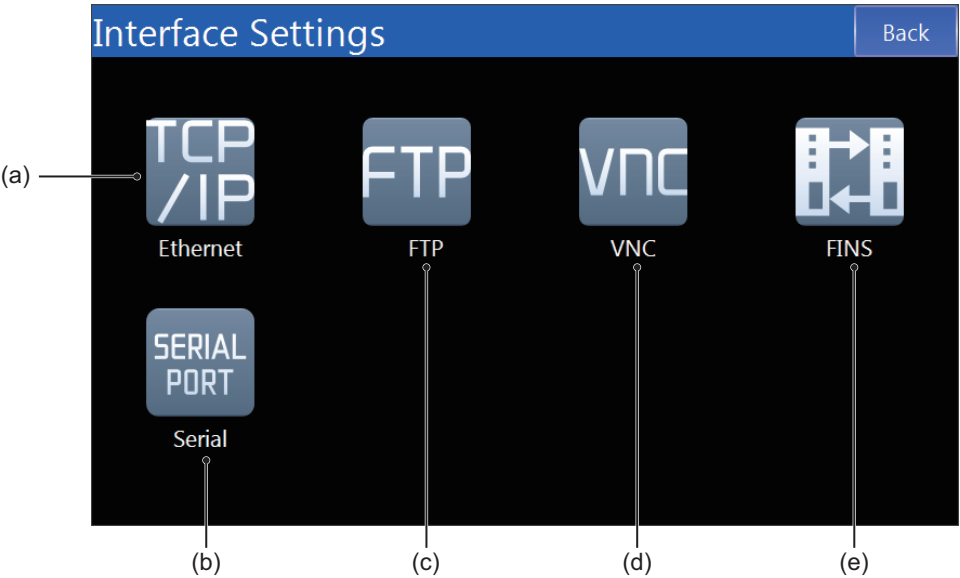 Interface Settings
Back
(a)
TCP
/IP
FTP
VNC
Ethernet
FTP
VNC
FINS
SERIAL
PORT
Serial
(b)
(c)
(d)
(e)